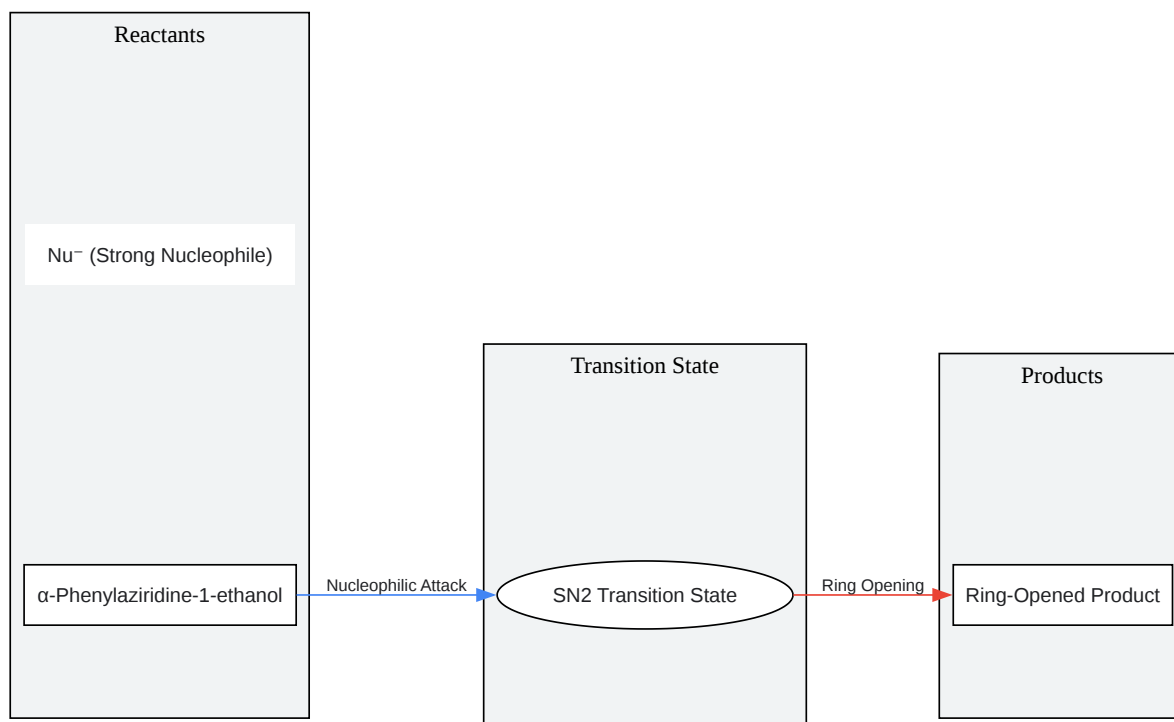 Reactants
Nu⁻ (Strong Nucleophile)
α-Phenylaziridine-1-ethanol
Nucleophilic Attack
Transition State
SN2 Transition State
Ring Opening
Products
Ring-Opened Product